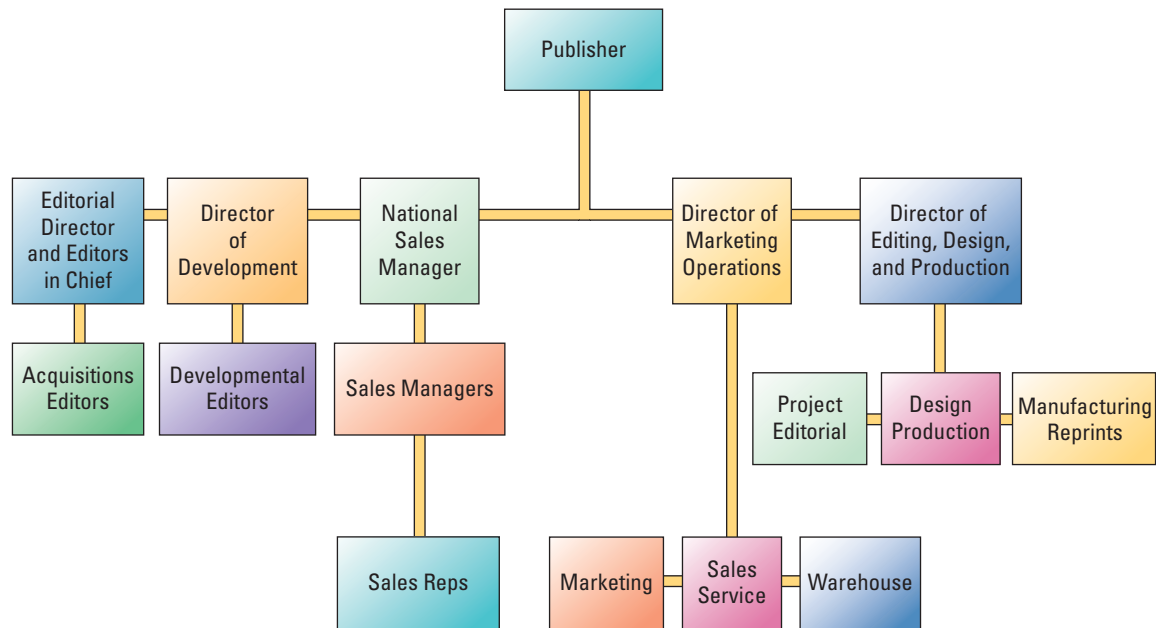 Publisher
Editorial
Director
and Editors
in Chief
Director
of
Development
National
Sales
Manager
Director of
Marketing
Operations
Director of
Editing, Design,
and Production
Acquisitions
Editors
Developmental
Editors
Sales Managers
Project
Editorial
Design
Production
Manufacturing
Reprints
Sales Reps
Marketing
Sales
Service
Warehouse